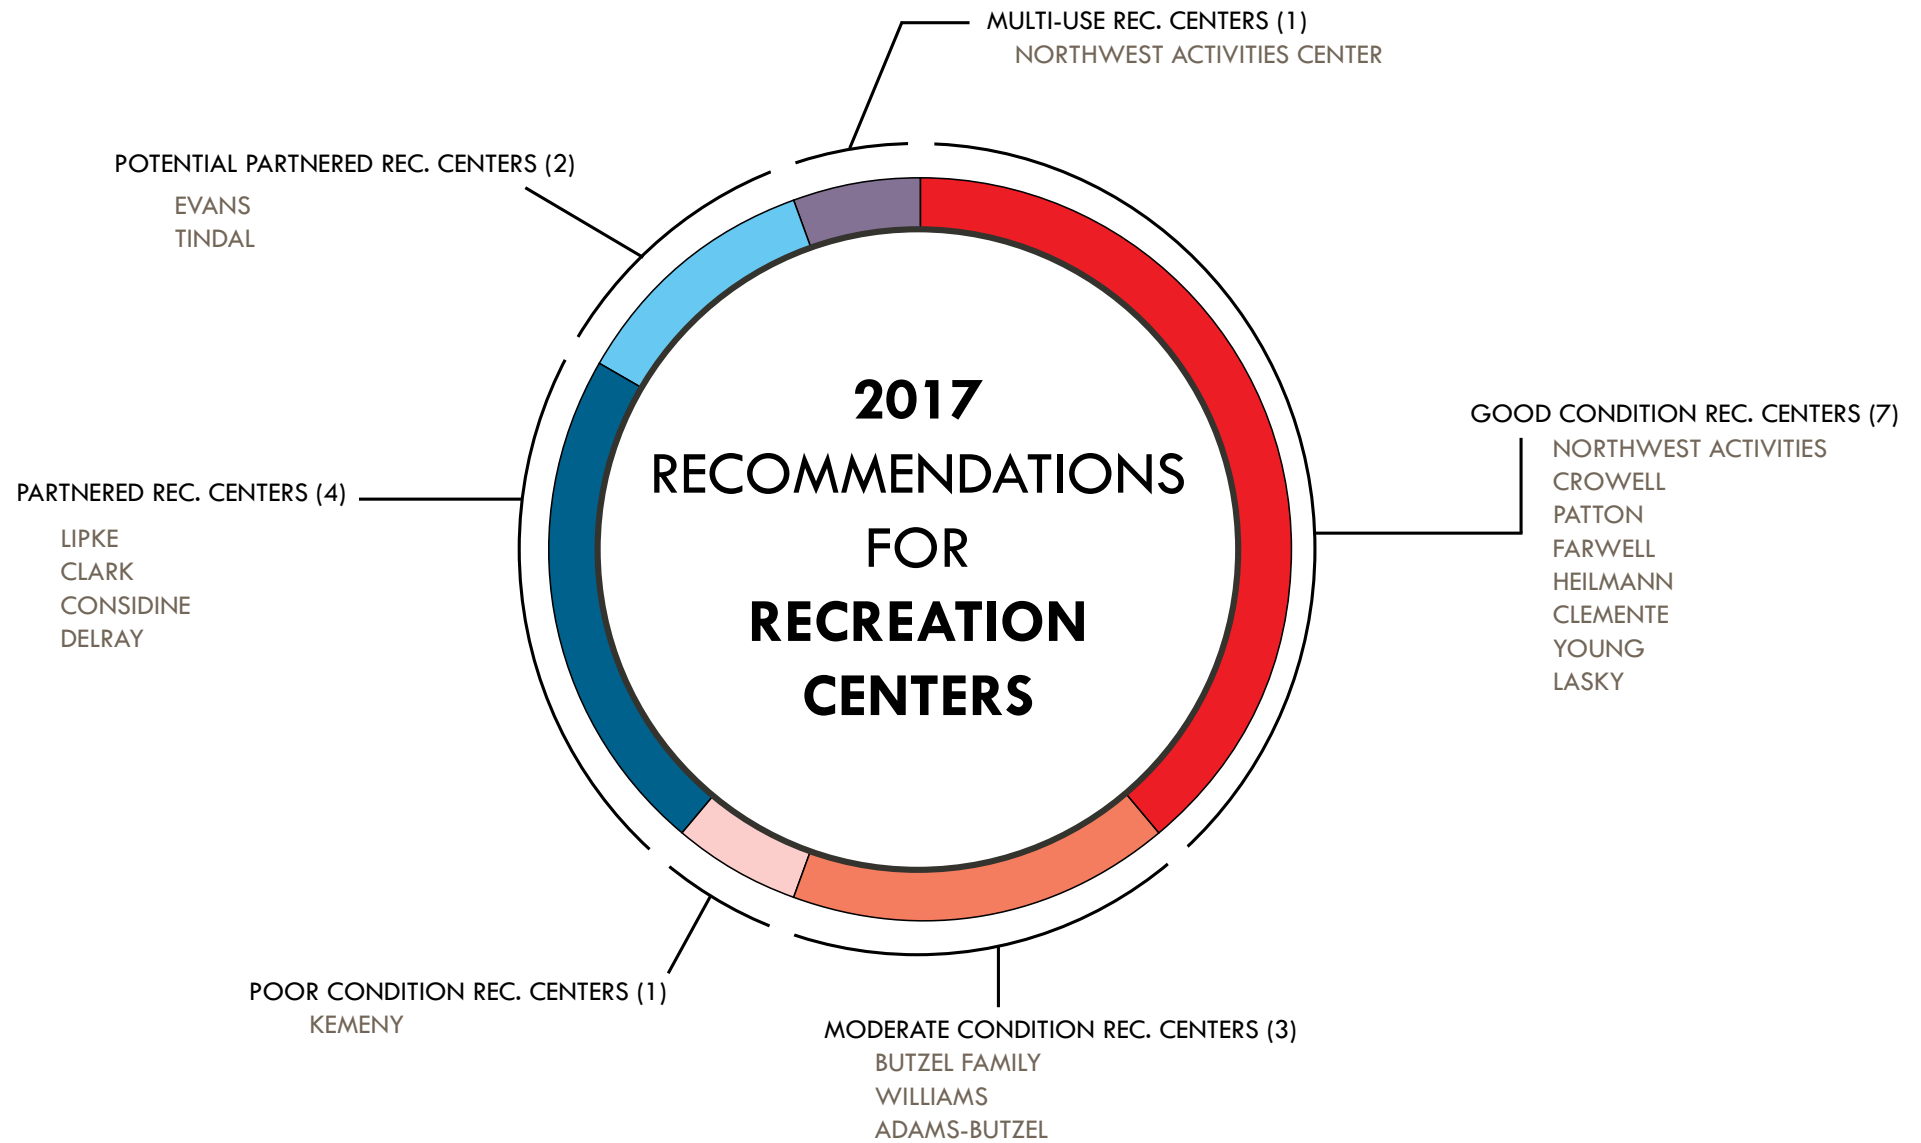 MULTI-USE REC. CENTERS (1)
NORTHWEST ACTIVITIES CENTER
POTENTIAL PARTNERED REC. CENTERS (2)
EVANS
TINDAL
2017
RECOMMENDATIONS
FOR
RECREATION
CENTERS
GOOD CONDITION REC. CENTERS (7)
NORTHWEST ACTIVITIES
CROWELL
PATTON
FARWELL
HEILMANN
CLEMENTE
YOUNG
LASKY
PARTNERED REC. CENTERS (4)
LIPKE
CLARK
CONSIDINE
DELRAY
POOR CONDITION REC. CENTERS (1)
KEMENY
MODERATE CONDITION REC. CENTERS (3)
BUTZEL FAMILY
WILLIAMS
ADAMS-BUTZEL